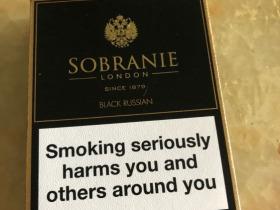 SOBRANIE
LONDON
SINCE 1879
BLACK RUSSIAN
Smoking seriously
harms you and
others around you